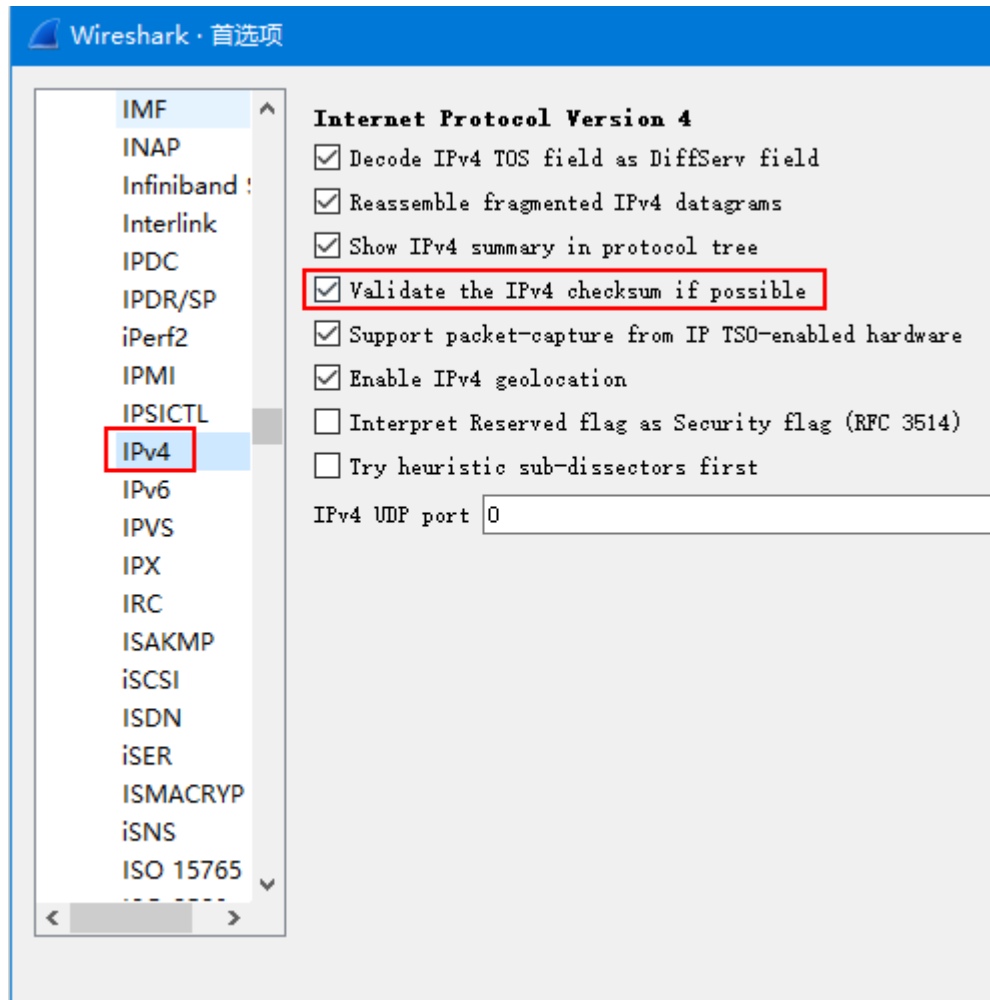 Wireshark · 首选项
IMF
INAP
Infiniband
Interlink
IPDC
IPDR/SP
iPerf2
IPMI
IPSICTL
IPv4
IPv6
IPVS
IPX
IRC
ISAKMP
iSCSI
ISDN
iSER
ISMACRYP
iSNS
ISO 15765
Internet Protocol Version 4
Decode IPv4 TOS field as DiffServ field
Reassemble fragmented IPv4 datagrams
Show IPv4 summary in protocol tree
Validate the IPv4 checksum if possible
Support packet-capture from IP TSO-enabled hardware
Enable IPv4 geolocation
Interpret Reserved flag as Security flag (RFC 3514)
Try heuristic sub-dissectors first
IPv4 UDP port 0